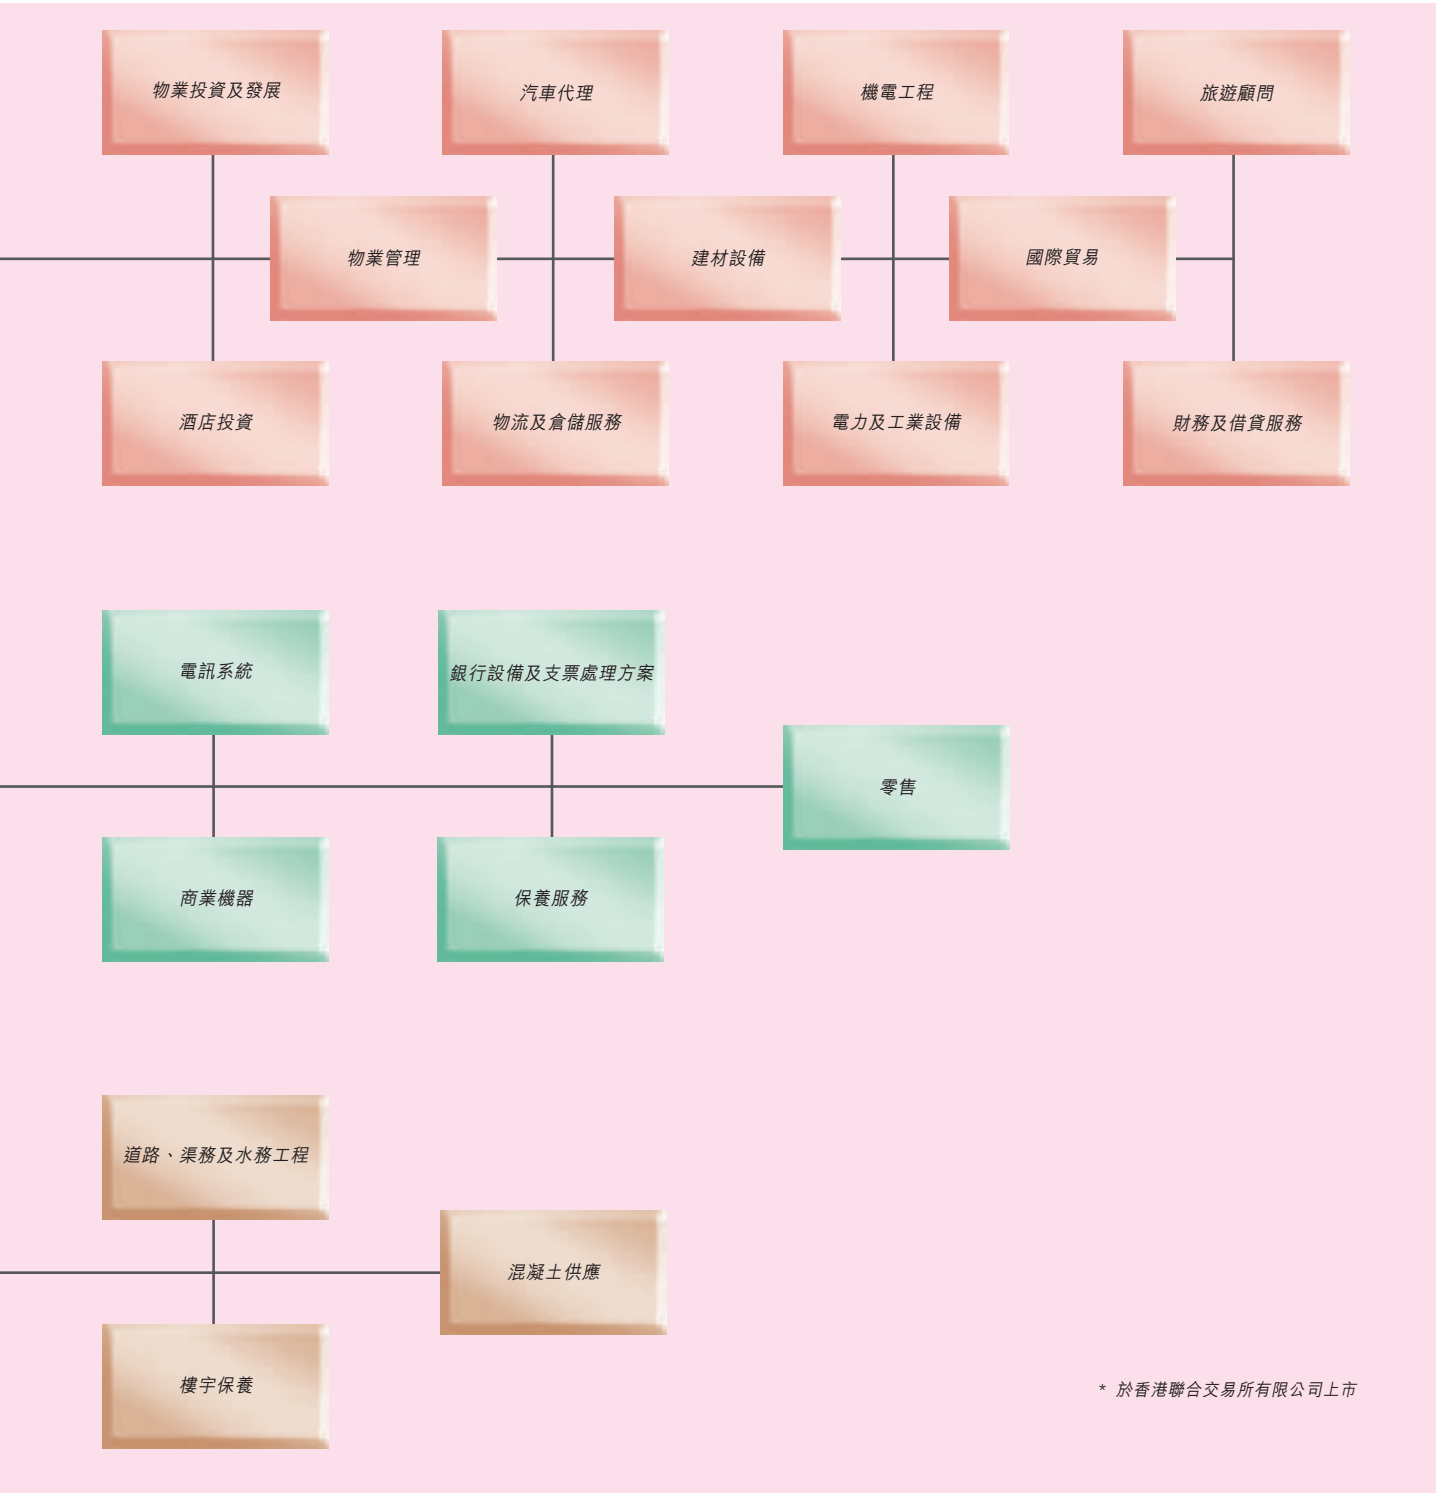 物業投資及發展
汽車代理
機電工程
旅遊顧問
物業管理
建材設備
國際貿易
酒店投資
物流及倉儲服務
電力及工業設備
財務及借貸服務
電訊系統
銀行設備及支票處理方案
零售
商業機器
保養服務
道路、渠務及水務工程
混凝土供應
樓宇保養
* 於香港聯合交易所有限公司上市